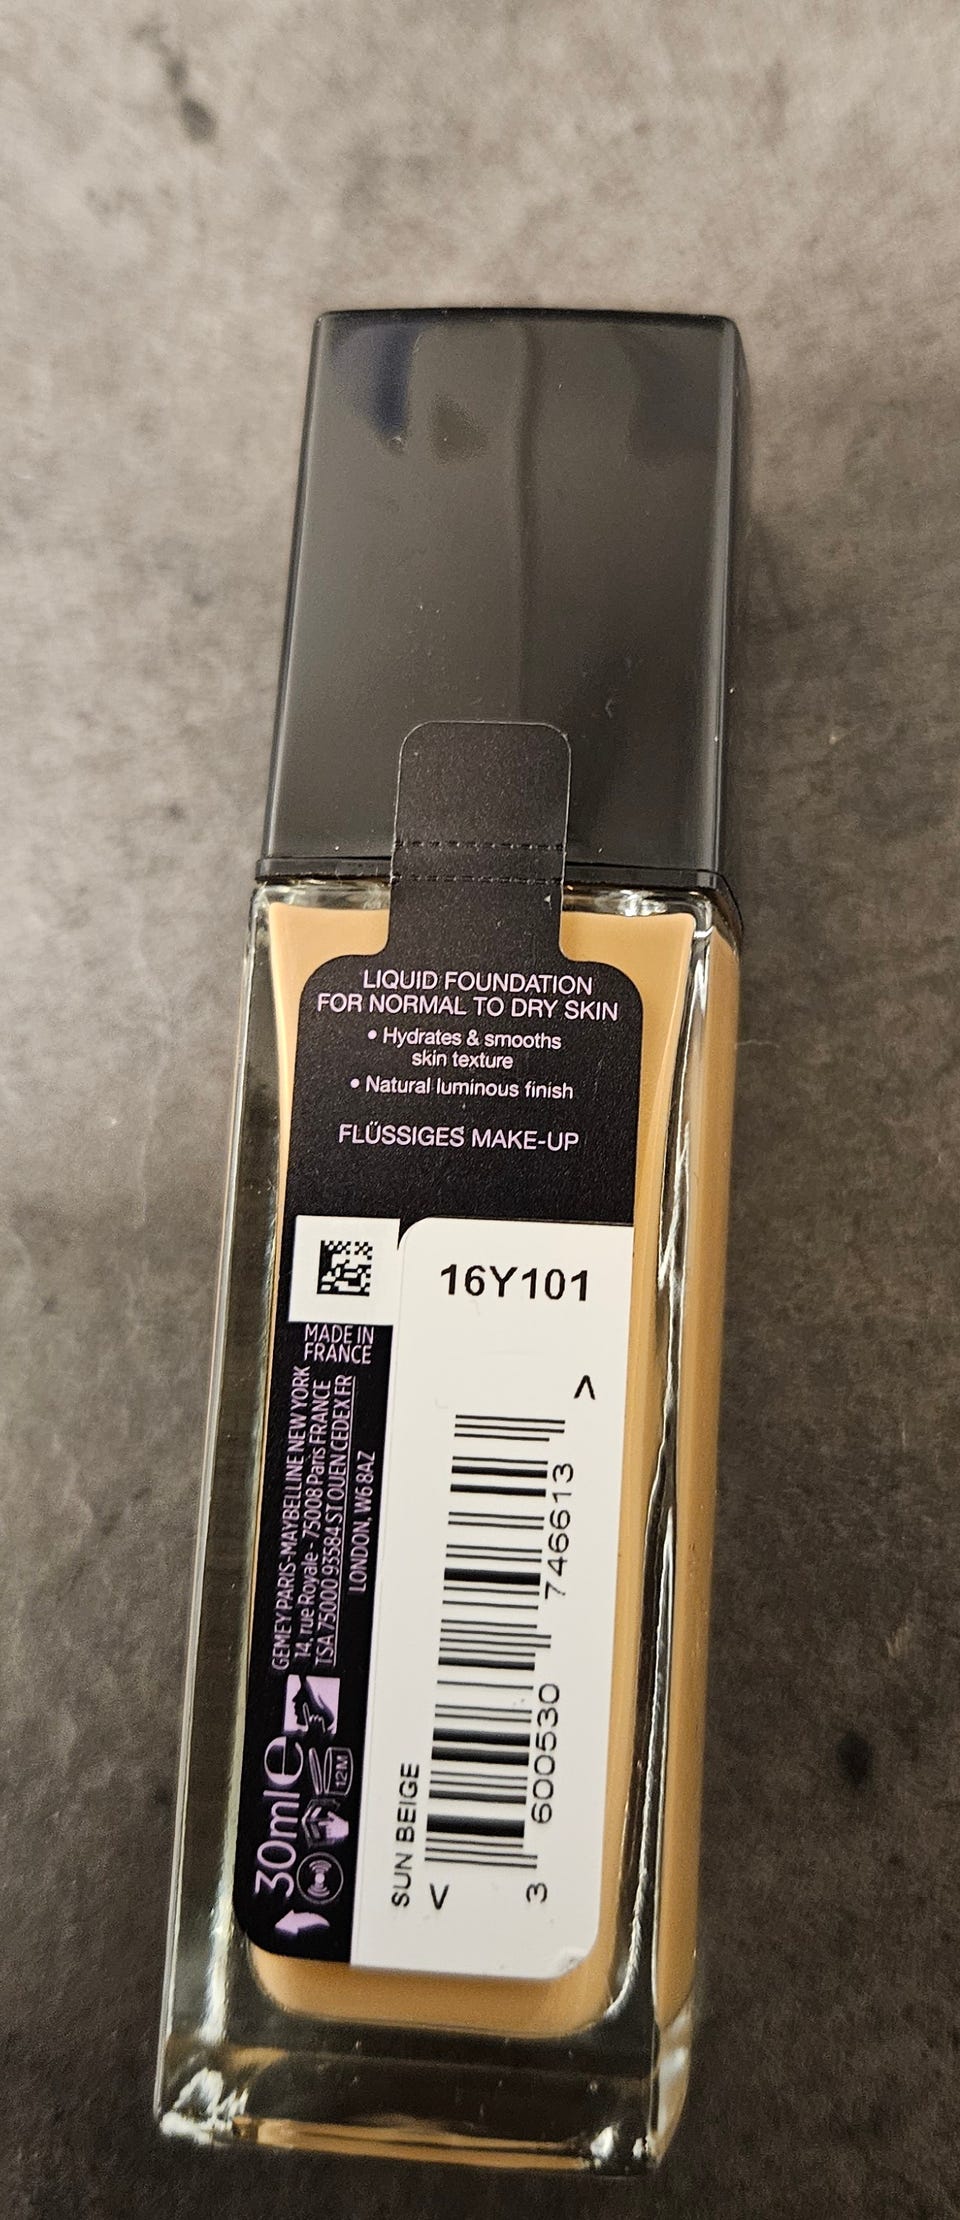 LIQUID FOUNDATION
FOR NORMAL TO DRY SKIN
• Hydrates & smooths
skin texture
• Natural luminous finish
FLÜSSIGES MAKE-UP
16Y101
MADE IN
FRANCE
GEMEY PARIS-MAYBELLINE NEW YORK
14, rue Royale - 75008 Paris FRANCE
TSA 75000 93584 ST OUEN CEDEX FR
LONDON, W6 8AZ
30ml e
12M
SUN BEIGE
< 3 600530 746613 >